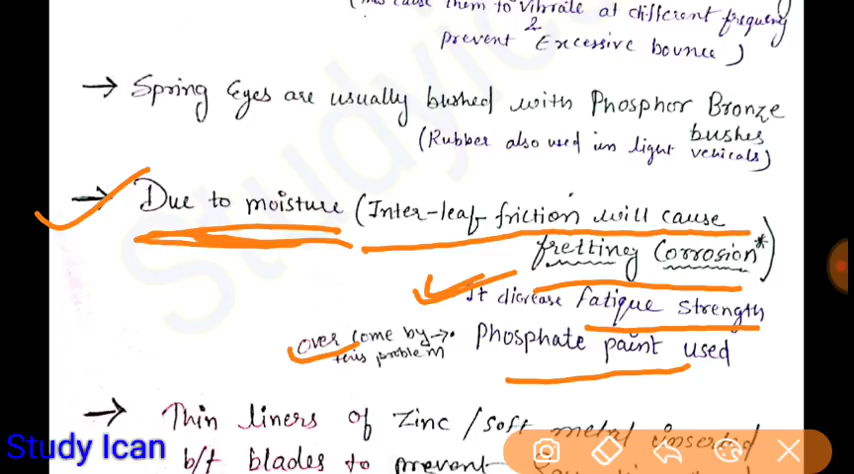 cause them to vibrate at different frequency
2
prevent Excessive bounce)
→ Spring Eyes are usually bushed with Phosphor Bronze
bushes
(Rubber also used in light vehicals)
→ Due to moisture (Inter-leaf friction will cause
fretting Corrosion*)
It dicrease fatique strength
over come by →. Phosphate paint used
this problem
→ Thin liners of Zinc / soft metal inserted
b/t blades to prevent
Study Ican